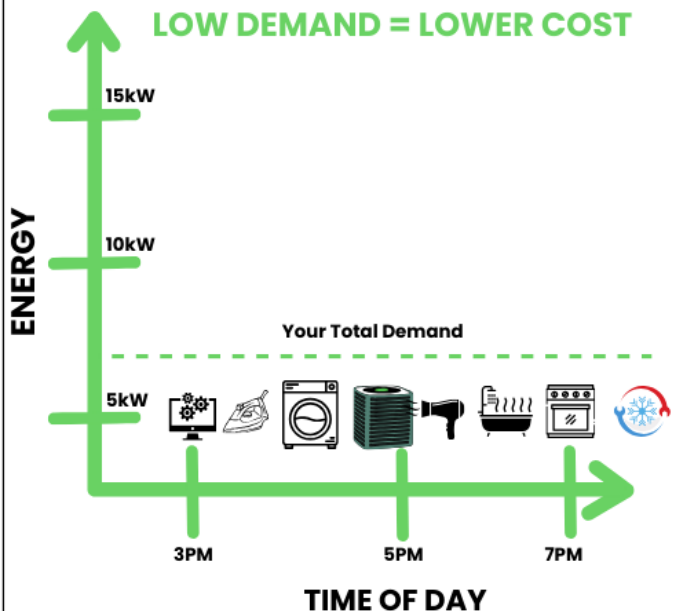 LOW DEMAND = LOWER COST
15kW
10kW
ENERGY
Your Total Demand
5kW
3PM
5PM
7PM
TIME OF DAY